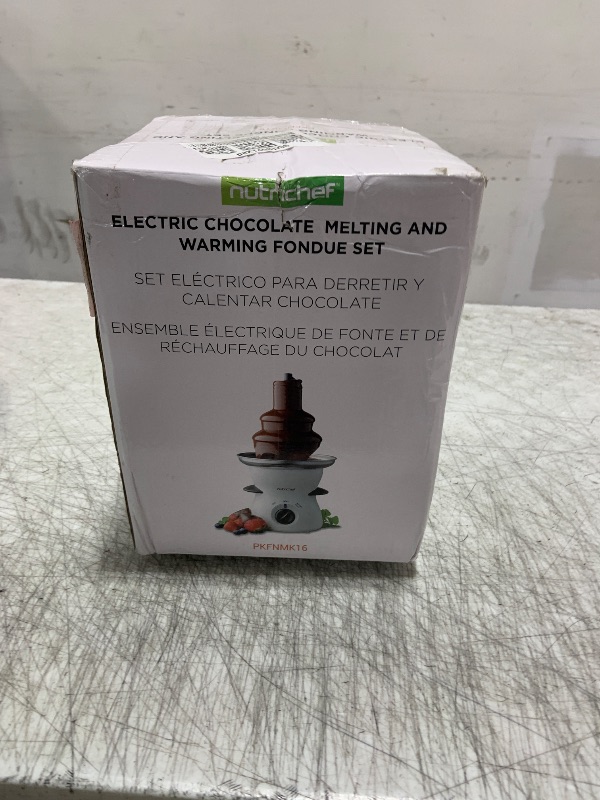 nutrichef
ELECTRIC CHOCOLATE MELTING AND
WARMING FONDUE SET
SET ELÉCTRICO PARA DERRETIR Y
CALENTAR CHOCOLATE
ENSEMBLE ÉLECTRIQUE DE FONTE ET DE
RÉCHAUFFAGE DU CHOCOLAT
PKFNMK16